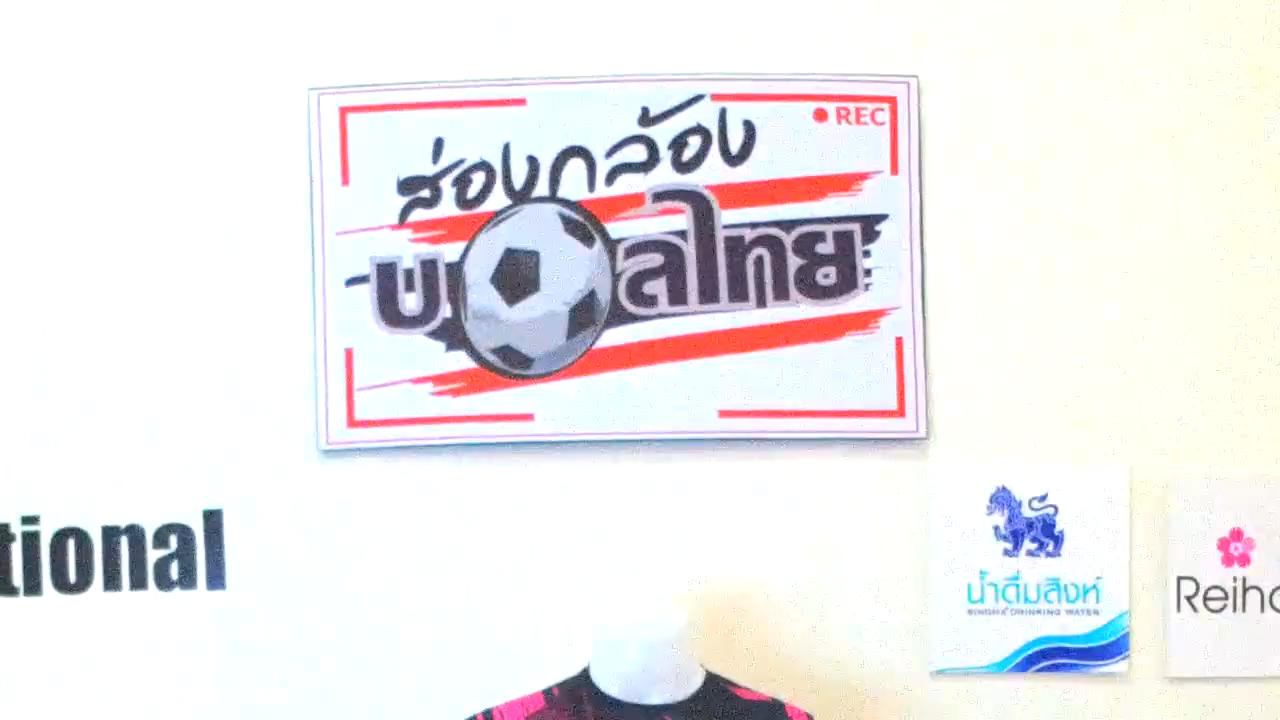 REC
ส่องกล้อง
บอลไทย
tional
น้ำดื่มสิงห์
SINGHA DRINKING WATER
Reiho